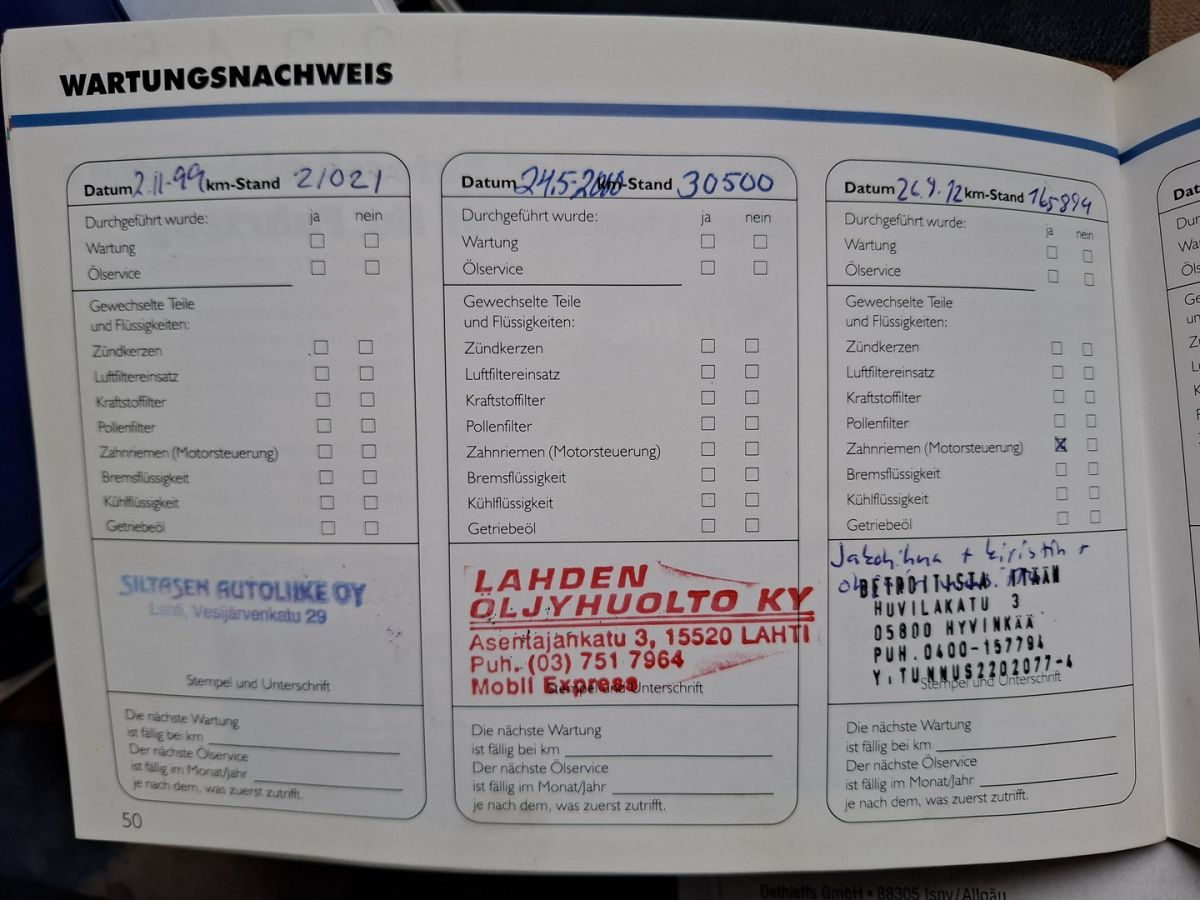 WARTUNGSNACHWEIS
Datum 2.11-99 km-Stand 21021
Durchgeführt wurde: ja nein
Wartung
Ölservice
Gewechselte Teile
und Flüssigkeiten:
Zündkerzen
Luftfiltereinsatz
Kraftstoffilter
Pollenfilter
Zahnriemen (Motorsteuerung)
Bremsflüssigkeit
Kühlflüssigkeit
Getriebeöl
SILTASEN AUTOLIIKE OY
Lahti, Vesijärvenkatu 29
Stempel und Unterschrift
Die nächste Wartung
ist fällig bei km
Der nächste Ölservice
ist fällig im Monat/Jahr
je nach dem, was zuerst zutrifft.
50
Datum 24.5-2000 km-Stand 30500
Durchgeführt wurde: ja nein
Wartung
Ölservice
Gewechselte Teile
und Flüssigkeiten:
Zündkerzen
Luftfiltereinsatz
Kraftstoffilter
Pollenfilter
Zahnriemen (Motorsteuerung)
Bremsflüssigkeit
Kühlflüssigkeit
Getriebeöl
LAHDEN
ÖLJYHUOLTO KY
Asentajankatu 3, 15520 LAHTI
Puh. (03) 751 7964
Mobil Express
Stempel und Unterschrift
Die nächste Wartung
ist fällig bei km
Der nächste Ölservice
ist fällig im Monat/Jahr
je nach dem, was zuerst zutrifft.
Datum 26.9.12 km-Stand 165894
Durchgeführt wurde: ja nein
Wartung
Ölservice
Gewechselte Teile
und Flüssigkeiten:
Zündkerzen
Luftfiltereinsatz
Kraftstoffilter
Pollenfilter
Zahnriemen (Motorsteuerung) X
Bremsflüssigkeit
Kühlflüssigkeit
Getriebeöl
Jakohihna + kiristin +
BETROITISTA ITÄÄN
HUVILAKATU 3
05800 HYVINKÄÄ
PUH.0400-157794
Y.TUNNUS2202077-4
Stempel und Unterschrift
Die nächste Wartung
ist fällig bei km
Der nächste Ölservice
ist fällig im Monat/Jahr
je nach dem, was zuerst zutrifft.
Dethleffs GmbH • 88305 Isny/Allgäu